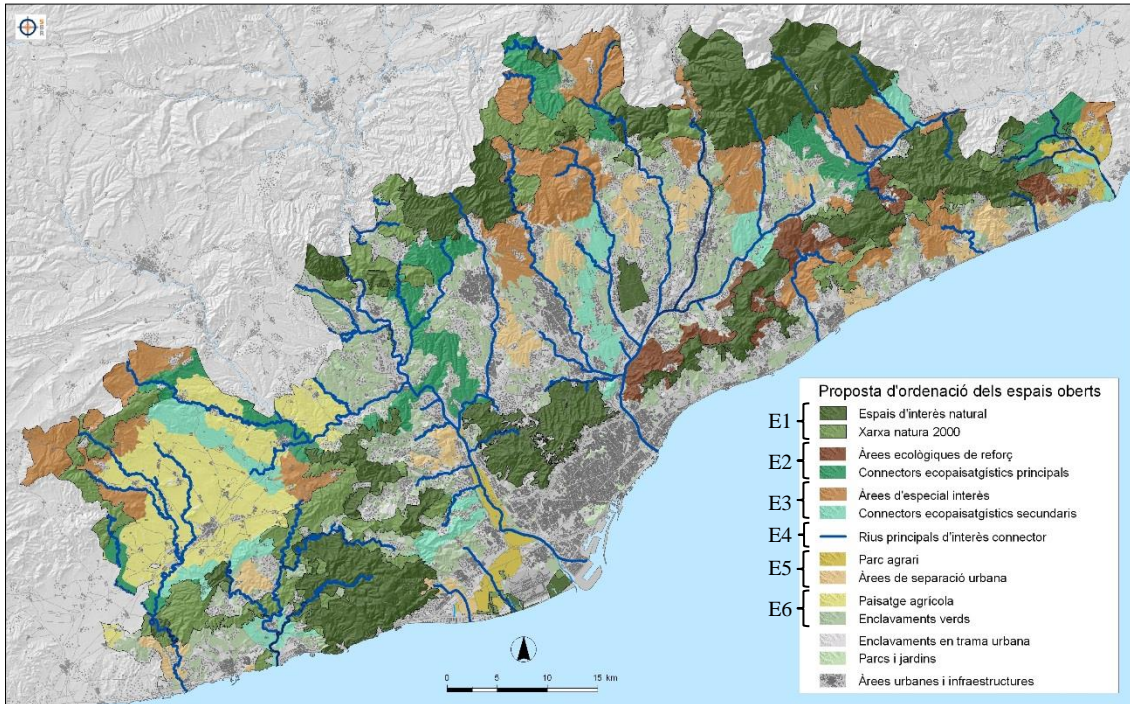 Proposta d'ordenació dels espais oberts
E1
Espais d'interès natural
Xarxa natura 2000
E2
Àrees ecològiques de reforç
Connectors ecopaisatgístics principals
E3
Àrees d'especial interès
Connectors ecopaisatgístics secundaris
E4
Rius principals d'interès connector
E5
Parc agrari
Àrees de separació urbana
E6
Paisatge agrícola
Enclavaments verds
Enclavaments en trama urbana
Parcs i jardins
Àrees urbanes i infraestructures
0 5 10 15 km